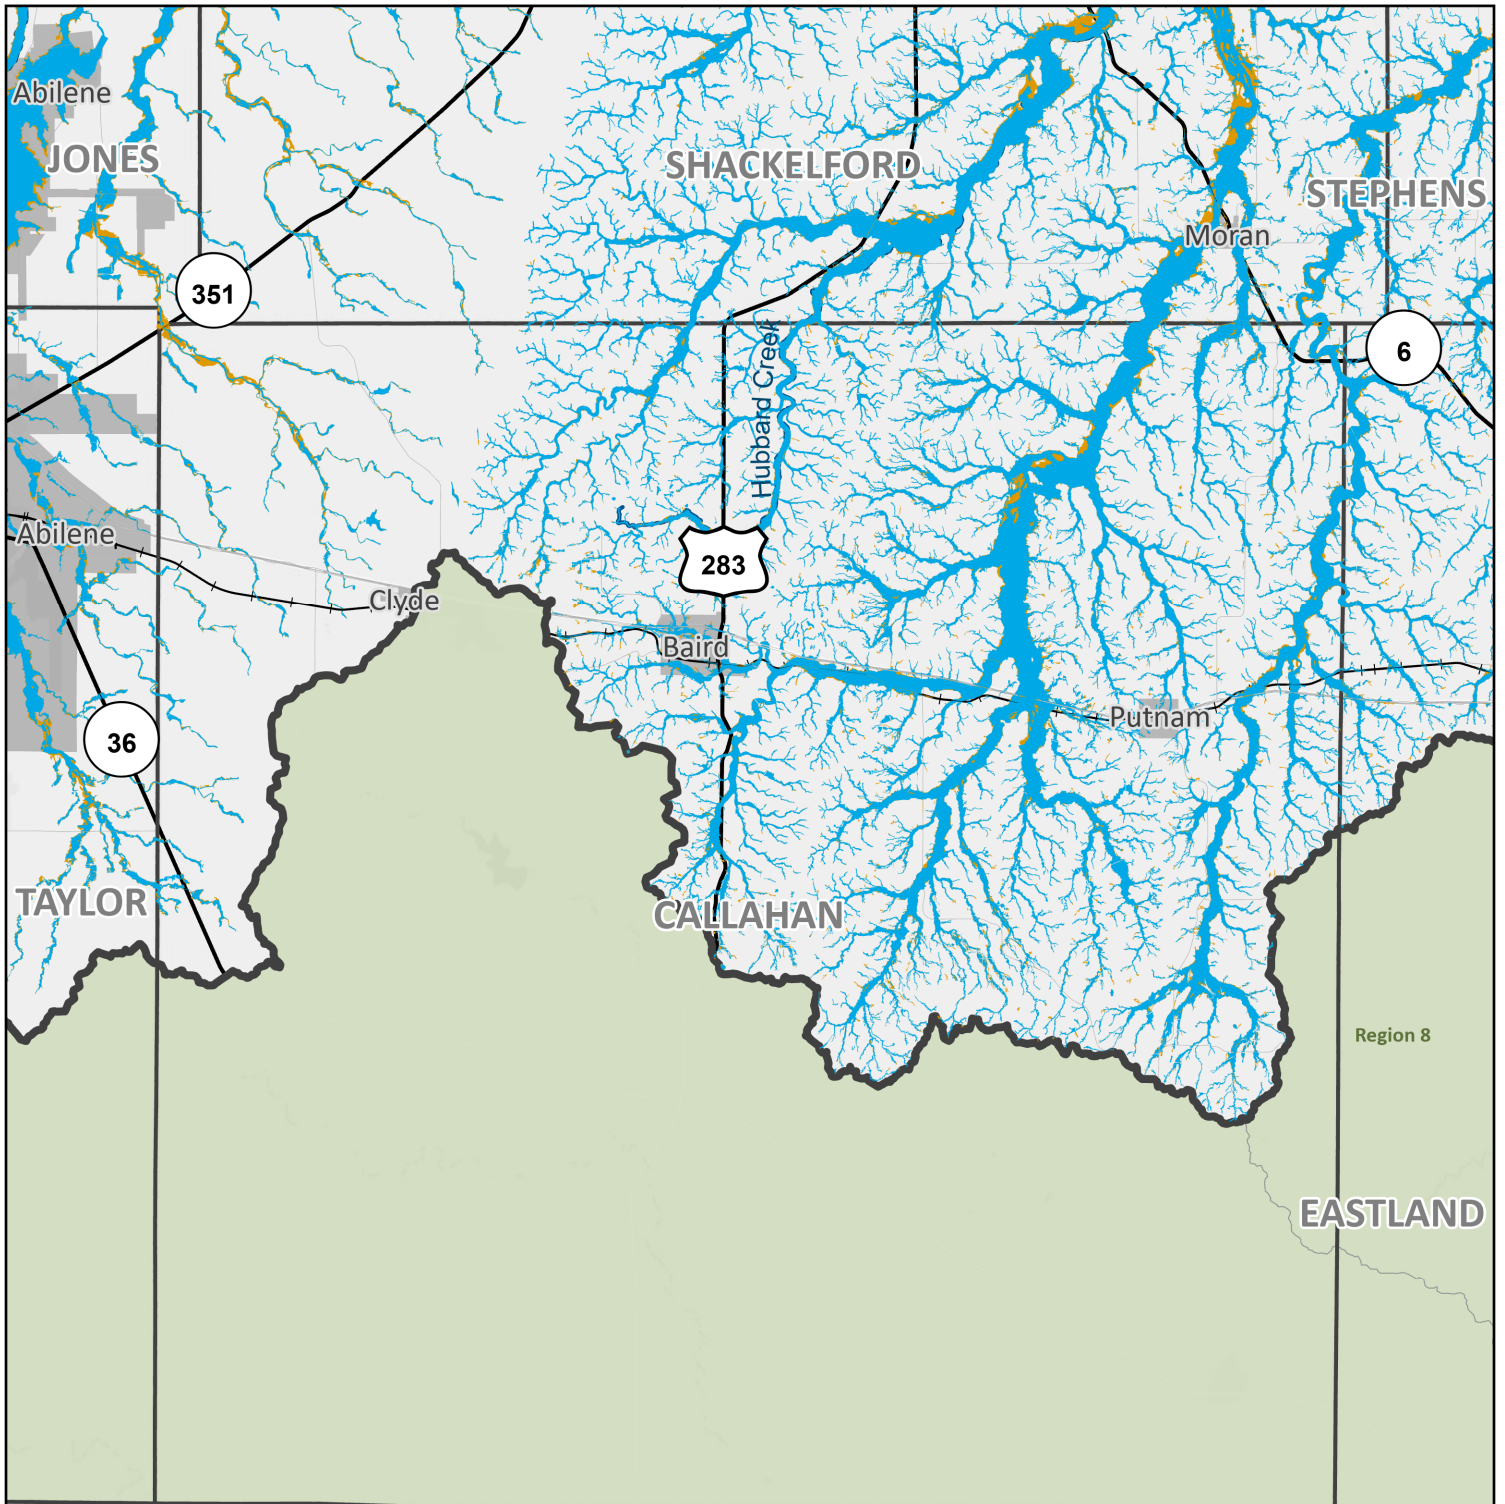 Abilene
JONES
SHACKELFORD
STEPHENS
Moran
351
6
Hubbard Creek
Abilene
283
Clyde
Baird
Putnam
36
TAYLOR
CALLAHAN
Region 8
EASTLAND